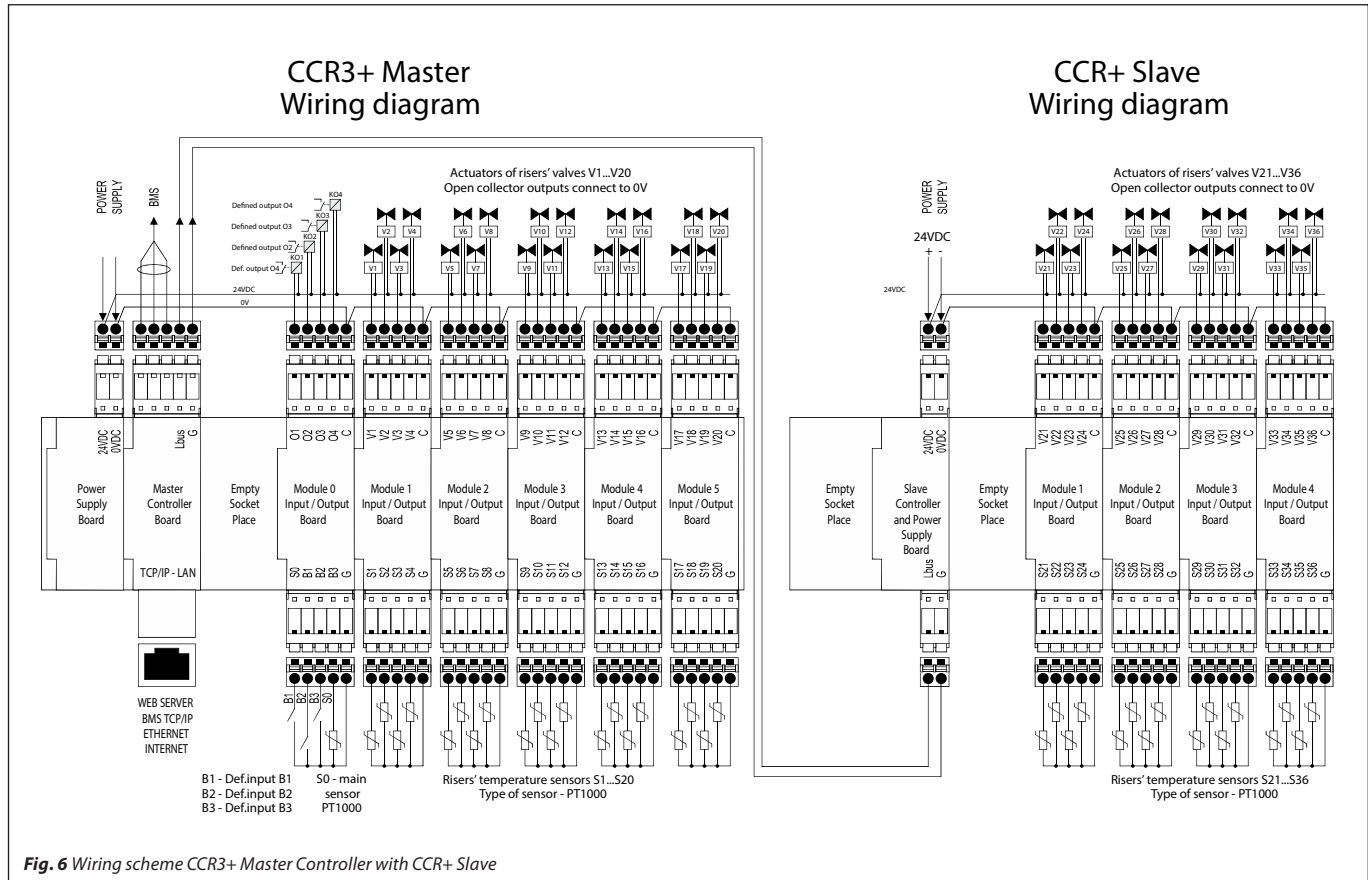 CCR3+ Master
Wiring diagram
CCR+ Slave
Wiring diagram
POWER
SUPPLY
BMS
Defined output O4
KO4
Defined output O3
KO3
Defined output O2
KO2
Def. output O4
KO1
24VDC
0V
Actuators of risers' valves V1...V20
Open collector outputs connect to 0V
V2 V4 V6 V8 V10 V12 V14 V16 V18 V20
V1 V3 V5 V7 V9 V11 V13 V15 V17 V19
POWER
SUPPLY
24VDC
+ -
24VDC
Actuators of risers' valves V21...V36
Open collector outputs connect to 0V
V22 V24 V26 V28 V30 V32 V34 V36
V21 V23 V25 V27 V29 V31 V33 V35
24VDC
0VDC
Lbus
G
O1
O2
O3
O4
C
V1
V2
V3
V4
C
V5
V6
V7
V8
C
V9
V10
V11
V12
C
V13
V14
V15
V16
C
V17
V18
V19
V20
C
Power
Supply
Board
Master
Controller
Board
Empty
Socket
Place
Module 0
Input / Output
Board
Module 1
Input / Output
Board
Module 2
Input / Output
Board
Module 3
Input / Output
Board
Module 4
Input / Output
Board
Module 5
Input / Output
Board
TCP/IP - LAN
S0
B1
B2
B3
G
S1
S2
S3
S4
G
S5
S6
S7
S8
G
S9
S10
S11
S12
G
S13
S14
S15
S16
G
S17
S18
S19
S20
G
24VDC
0VDC
V21
V22
V23
V24
C
V25
V26
V27
V28
C
V29
V30
V31
V32
C
V33
V34
V35
V36
C
Empty
Socket
Place
Slave
Controller
and Power
Supply
Board
Empty
Socket
Place
Module 1
Input / Output
Board
Module 2
Input / Output
Board
Module 3
Input / Output
Board
Module 4
Input / Output
Board
Lbus
G
S21
S22
S23
S24
G
S25
S26
S27
S28
G
S29
S30
S31
S32
G
S33
S34
S35
S36
G
WEB SERVER
BMS TCP/IP
ETHERNET
INTERNET
B1
B2
B3
S0
B1 - Def.input B1
B2 - Def.input B2
B3 - Def.input B3
S0 - main
sensor
PT1000
Risers' temperature sensors S1...S20
Type of sensor - PT1000
Risers' temperature sensors S21...S36
Type of sensor - PT1000
Fig. 6 Wiring scheme CCR3+ Master Controller with CCR+ Slave